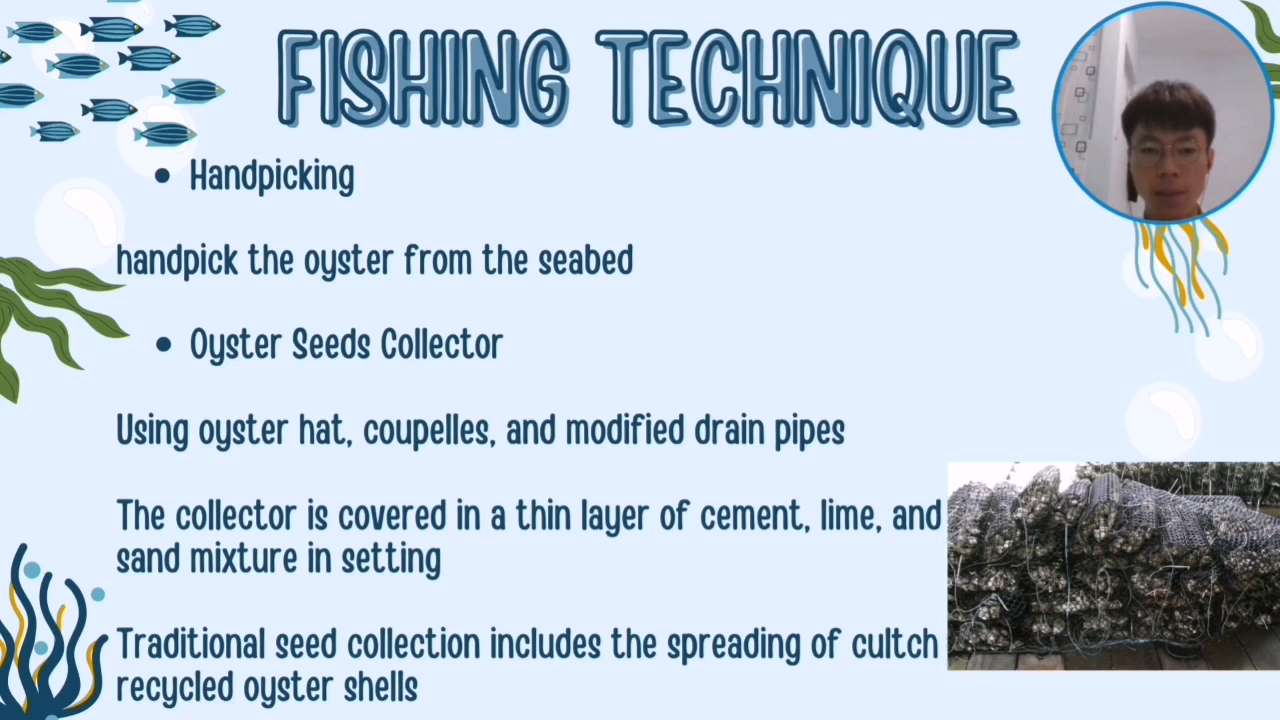 FISHING TECHNIQUE
• Handpicking
handpick the oyster from the seabed
• Oyster Seeds Collector
Using oyster hat, coupelles, and modified drain pipes
The collector is covered in a thin layer of cement, lime, and
sand mixture in setting
Traditional seed collection includes the spreading of cultch
recycled oyster shells